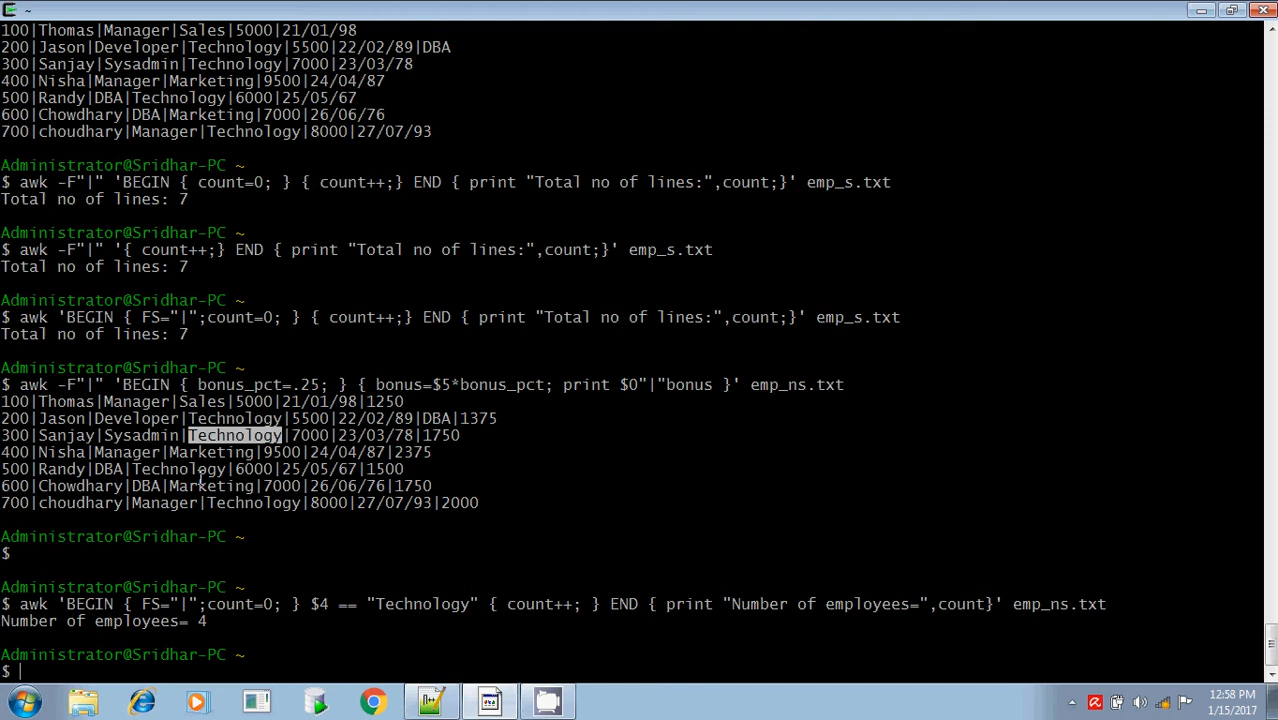 ~
100|Thomas|Manager|Sales|5000|21/01/98
200|Jason|Developer|Technology|5500|22/02/89|DBA
300|Sanjay|Sysadmin|Technology|7000|23/03/78
400|Nisha|Manager|Marketing|9500|24/04/87
500|Randy|DBA|Technology|6000|25/05/67
600|Chowdhary|DBA|Marketing|7000|26/06/76
700|choudhary|Manager|Technology|8000|27/07/93
Administrator@Sridhar-PC ~
$ awk -F"|" 'BEGIN { count=0; } { count++;} END { print "Total no of lines:",count;}' emp_s.txt
Total no of lines: 7
Administrator@Sridhar-PC ~
$ awk -F"|" '{ count++;} END { print "Total no of lines:",count;}' emp_s.txt
Total no of lines: 7
Administrator@Sridhar-PC ~
$ awk 'BEGIN { FS="|";count=0; } { count++;} END { print "Total no of lines:",count;}' emp_s.txt
Total no of lines: 7
Administrator@Sridhar-PC ~
$ awk -F"|" 'BEGIN { bonus_pct=.25; } { bonus=$5*bonus_pct; print $0"|"bonus }' emp_ns.txt
100|Thomas|Manager|Sales|5000|21/01/98|1250
200|Jason|Developer|Technology|5500|22/02/89|DBA|1375
300|Sanjay|Sysadmin|Technology|7000|23/03/78|1750
400|Nisha|Manager|Marketing|9500|24/04/87|2375
500|Randy|DBA|Technology|6000|25/05/67|1500
600|Chowdhary|DBA|Marketing|7000|26/06/76|1750
700|choudhary|Manager|Technology|8000|27/07/93|2000
Administrator@Sridhar-PC ~
$
Administrator@Sridhar-PC ~
$ awk 'BEGIN { FS="|";count=0; } $4 == "Technology" { count++; } END { print "Number of employees=",count}' emp_ns.txt
Number of employees= 4
Administrator@Sridhar-PC ~
$
12:58 PM
1/15/2017